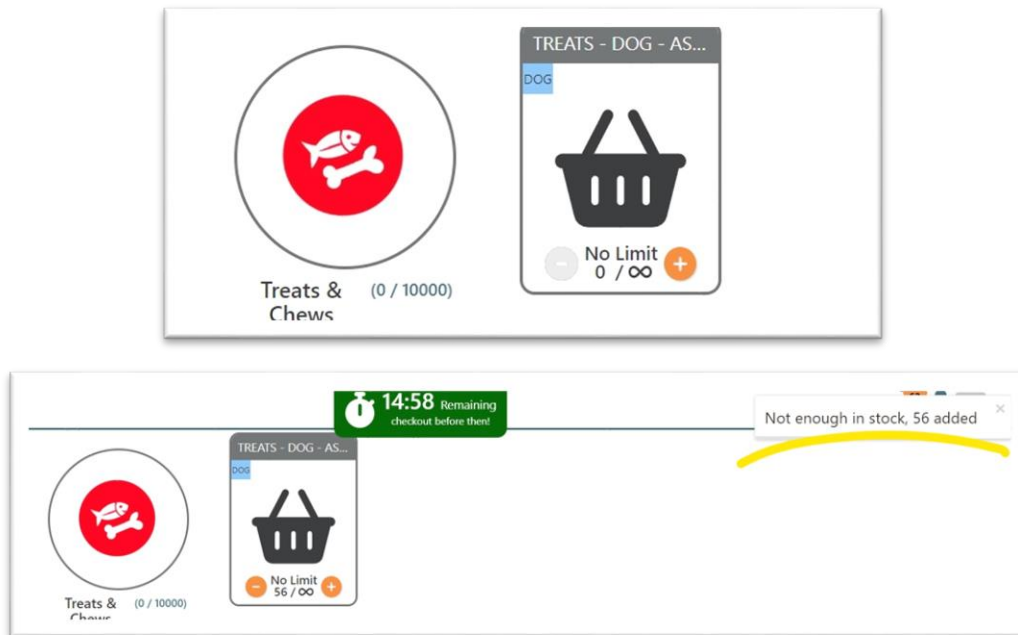 TREATS - DOG - AS...
DOG
No Limit
0 / ∞
Treats & (0 / 10000)
Chews
14:58 Remaining
checkout before then!
Not enough in stock, 56 added ×
TREATS - DOG - AS...
DOG
No Limit
56 / ∞
Treats & (0 / 10000)
Chews